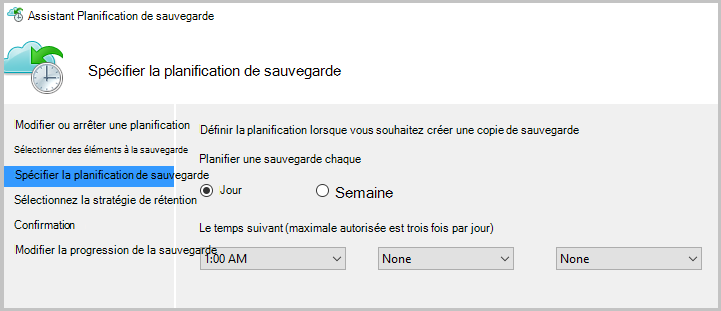 Assistant Planification de sauvegarde
Spécifier la planification de sauvegarde
Modifier ou arrêter une planification
Sélectionner des éléments à la sauvegarde
Spécifier la planification de sauvegarde
Sélectionnez la stratégie de rétention
Confirmation
Modifier la progression de la sauvegarde
Définir la planification lorsque vous souhaitez créer une copie de sauvegarde
Planifier une sauvegarde chaque
Jour Semaine
Le temps suivant (maximale autorisée est trois fois par jour)
1:00 AM None None